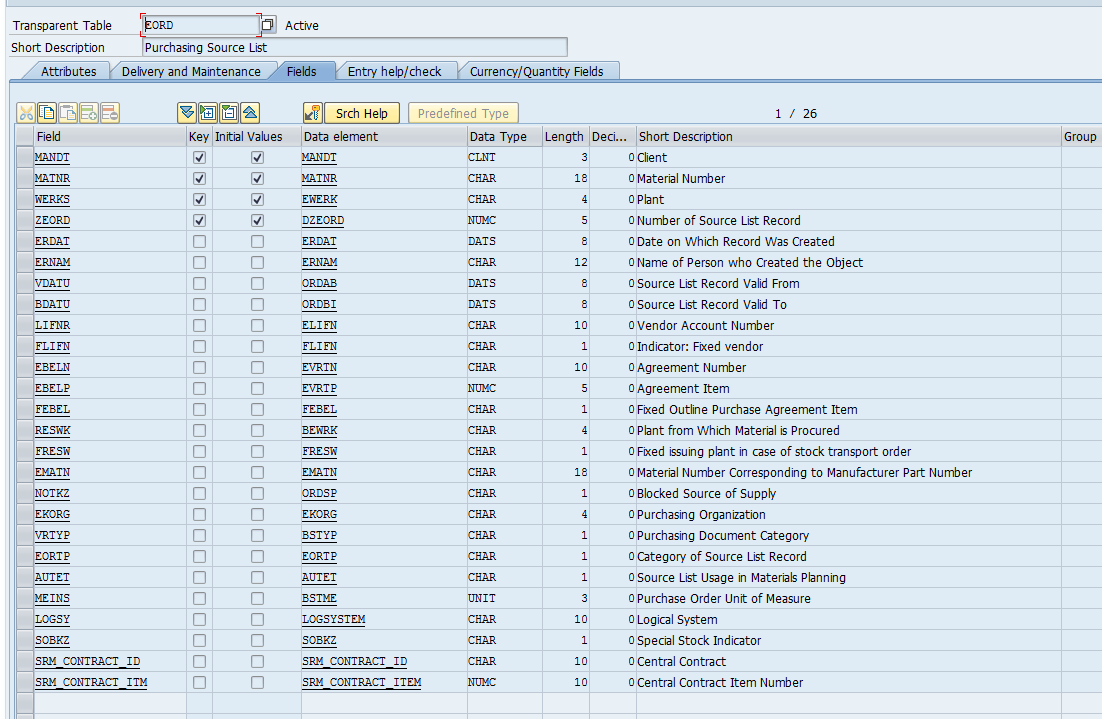 Transparent Table EORD Active
Short Description Purchasing Source List
Attributes Delivery and Maintenance Fields Entry help/check Currency/Quantity Fields
Srch Help Predefined Type 1 / 26
Field Key Initial Values Data element Data Type Length Deci... Short Description Group
MANDT MANDT CLNT 3 0 Client
MATNR MATNR CHAR 18 0 Material Number
WERKS EWERK CHAR 4 0 Plant
ZEORD DZEORD NUMC 5 0 Number of Source List Record
ERDAT ERDAT DATS 8 0 Date on Which Record Was Created
ERNAM ERNAM CHAR 12 0 Name of Person who Created the Object
VDATU ORDAB DATS 8 0 Source List Record Valid From
BDATU ORDBI DATS 8 0 Source List Record Valid To
LIFNR ELIFN CHAR 10 0 Vendor Account Number
FLIFN FLIFN CHAR 1 0 Indicator: Fixed vendor
EBELN EVRTN CHAR 10 0 Agreement Number
EBELP EVRTP NUMC 5 0 Agreement Item
FEBEL FEBEL CHAR 1 0 Fixed Outline Purchase Agreement Item
RESWK BEWRK CHAR 4 0 Plant from Which Material is Procured
FRESW FRESW CHAR 1 0 Fixed issuing plant in case of stock transport order
EMATN EMATN CHAR 18 0 Material Number Corresponding to Manufacturer Part Number
NOTKZ ORDSP CHAR 1 0 Blocked Source of Supply
EKORG EKORG CHAR 4 0 Purchasing Organization
VRTYP BSTYP CHAR 1 0 Purchasing Document Category
EORTP EORTP CHAR 1 0 Category of Source List Record
AUTET AUTET CHAR 1 0 Source List Usage in Materials Planning
MEINS BSTME UNIT 3 0 Purchase Order Unit of Measure
LOGSY LOGSYSTEM CHAR 10 0 Logical System
SOBKZ SOBKZ CHAR 1 0 Special Stock Indicator
SRM_CONTRACT_ID SRM_CONTRACT_ID CHAR 10 0 Central Contract
SRM_CONTRACT_ITM SRM_CONTRACT_ITEM NUMC 10 0 Central Contract Item Number